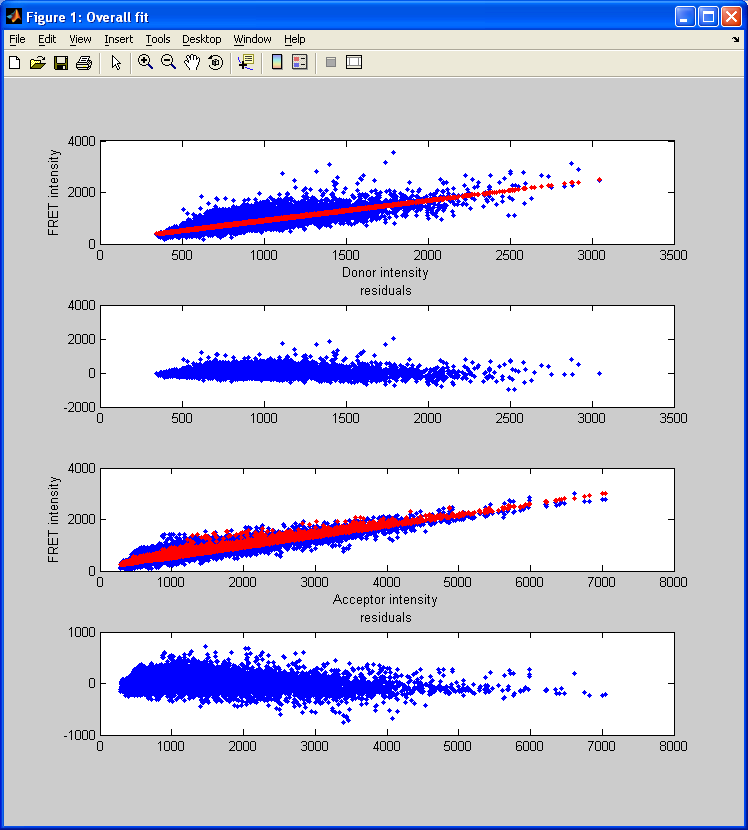 Figure 1: Overall fit
File Edit View Insert Tools Desktop Window Help
4000
2000
0
FRET intensity
0 500 1000 1500 2000 2500 3000 3500
Donor intensity
residuals
4000
2000
0
-2000
0 500 1000 1500 2000 2500 3000 3500
4000
2000
0
FRET intensity
0 1000 2000 3000 4000 5000 6000 7000 8000
Acceptor intensity
residuals
1000
0
-1000
0 1000 2000 3000 4000 5000 6000 7000 8000